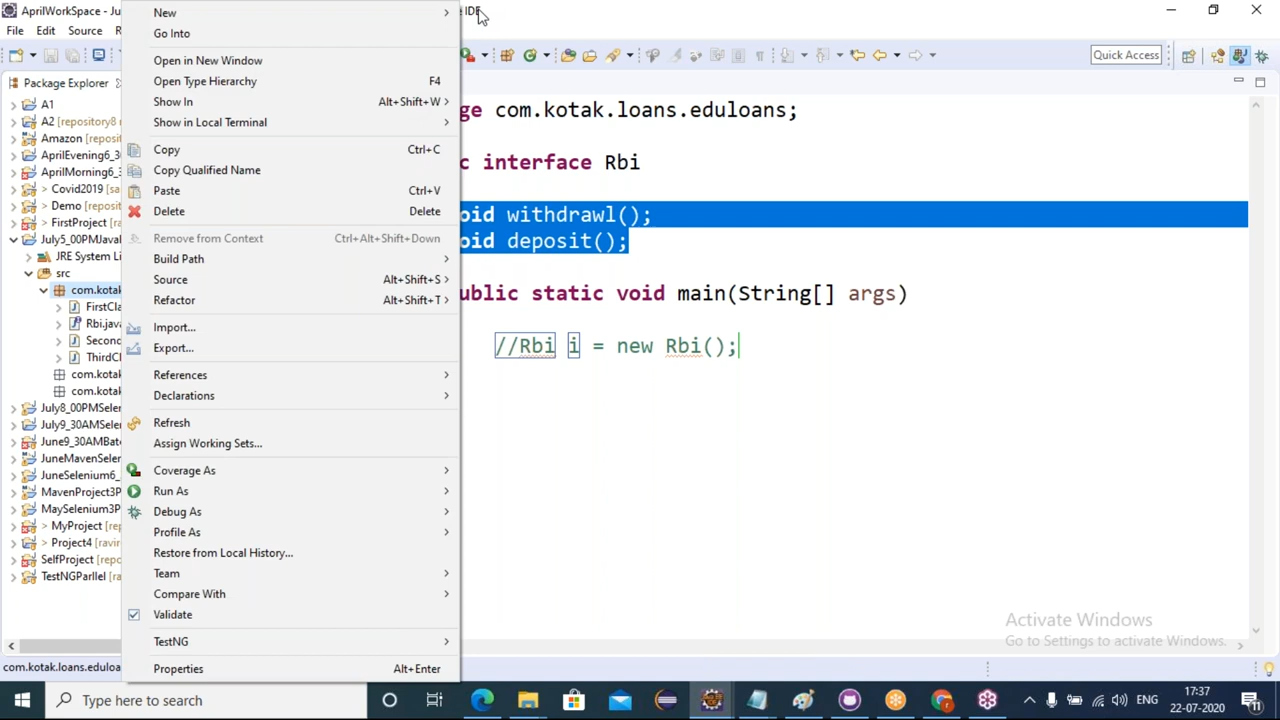 AprilWorkSpace - Ju
IDE
File Edit Source R
Quick Access
Package Explorer
A1
A2 [repository8
Amazon [repository
AprilEvening6_3
AprilMorning6_3
> Covid2019 [sa
> Demo [reposit
> FirstProject [ra
July5_00PMJaval
JRE System Li
src
com.kotak
FirstCla
Rbi.java
Second
ThirdCl
com.kotak
com.kotak
July8_00PMSeler
July9_30AMSele
June9_30AMBatc
JuneMavenSeler
JuneSelenium6_
MavenProject3P
MaySelenium3P
> MyProject [rep
> Project4 [ravir
SelfProject [repo
TestNGParllel [R
com.kotak.loans.eduloa
New
Go Into
Open in New Window
Open Type Hierarchy F4
Show In Alt+Shift+W
Show in Local Terminal
Copy Ctrl+C
Copy Qualified Name
Paste Ctrl+V
Delete Delete
Remove from Context Ctrl+Alt+Shift+Down
Build Path
Source Alt+Shift+S
Refactor Alt+Shift+T
Import...
Export...
References
Declarations
Refresh
Assign Working Sets...
Coverage As
Run As
Debug As
Profile As
Restore from Local History...
Team
Compare With
Validate
TestNG
Properties Alt+Enter
ge com.kotak.loans.eduloans;
c interface Rbi
oid withdrawl();
oid deposit();
ublic static void main(String[] args)
//Rbi i = new Rbi();
Activate Windows
Go to Settings to activate Windows.
Type here to search
ENG
17:37
22-07-2020
11